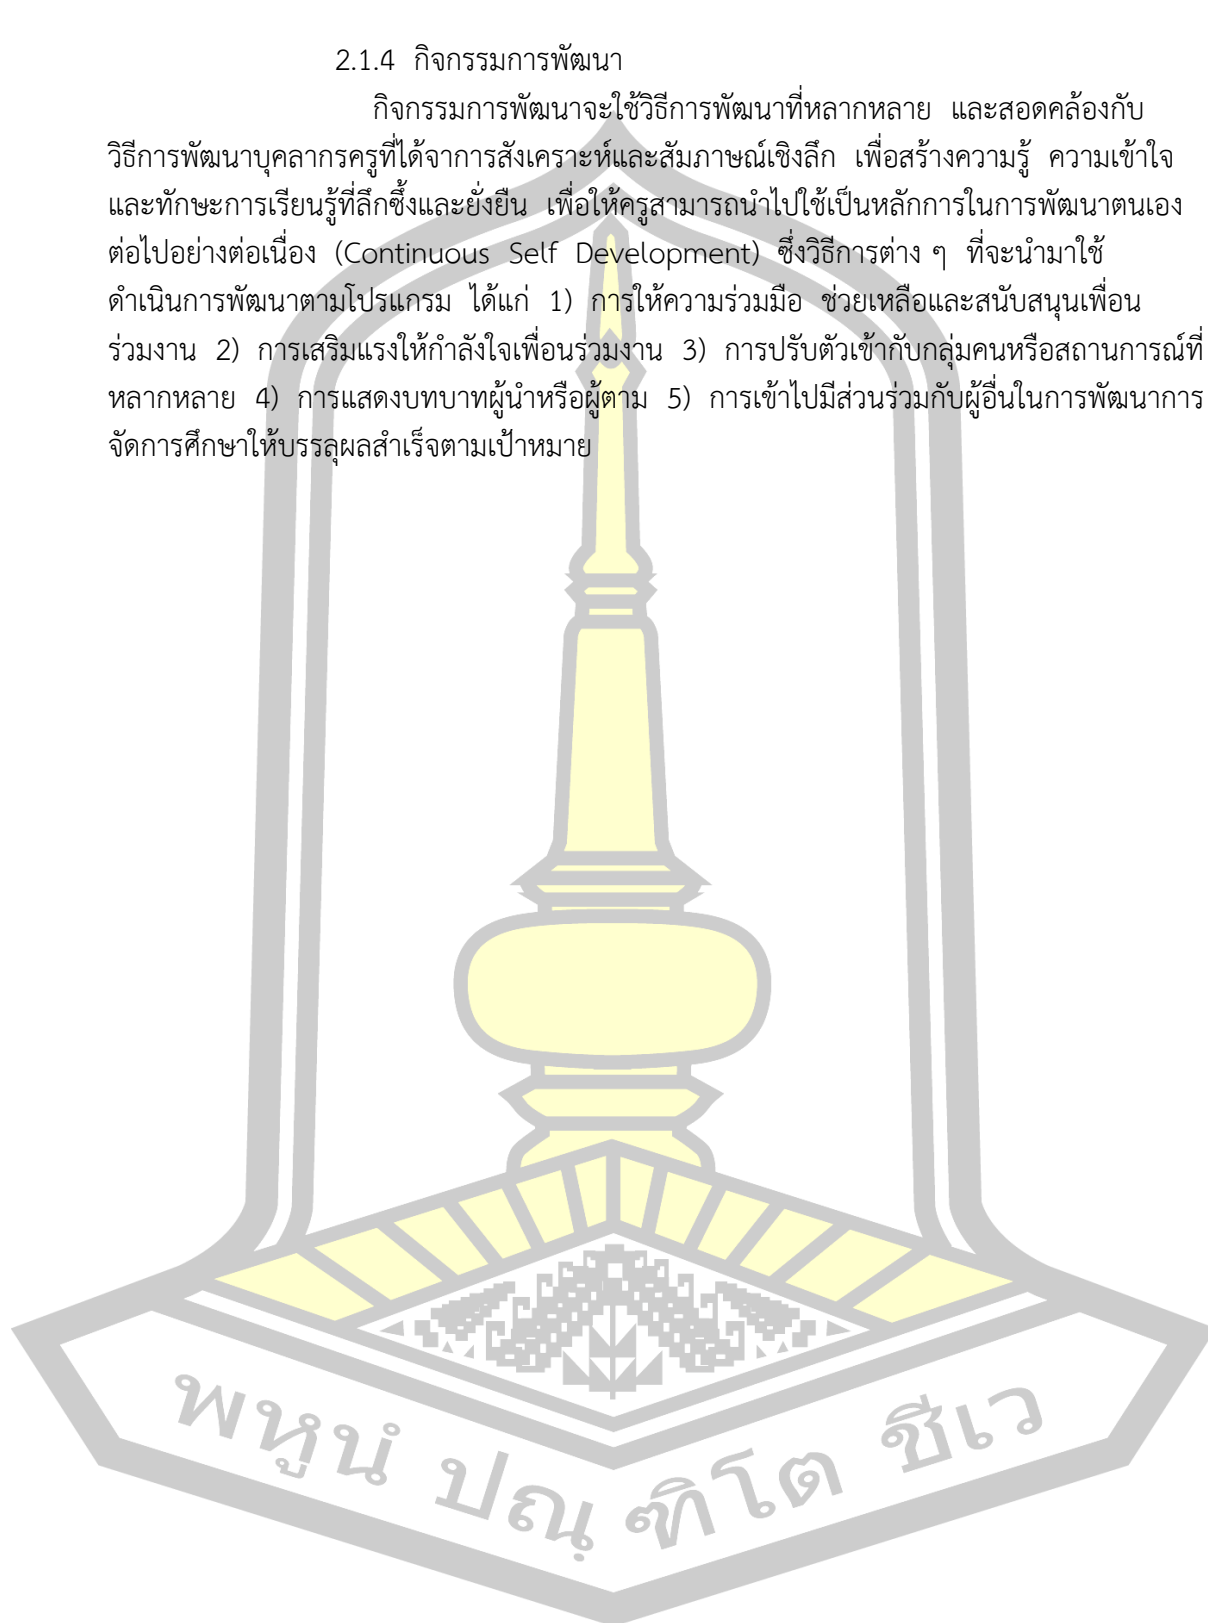 2.1.4 กิจกรรมการพัฒนา
กิจกรรมการพัฒนาจะใช้วิธีการพัฒนาที่หลากหลาย และสอดคล้องกับ
วิธีการพัฒนาบุคลากรครูที่ได้จาการสังเคราะห์และสัมภาษณ์เชิงลึก เพื่อสร้างความรู้ ความเข้าใจ
และทักษะการเรียนรู้ที่ลึกซึ้งและยั่งยืน เพื่อให้ครูสามารถนำไปใช้เป็นหลักการในการพัฒนาตนเอง
ต่อไปอย่างต่อเนื่อง (Continuous Self Development) ซึ่งวิธีการต่าง ๆ ที่จะนำมาใช้
ดำเนินการพัฒนาตามโปรแกรม ได้แก่ 1) การให้ความร่วมมือ ช่วยเหลือและสนับสนุนเพื่อน
ร่วมงาน 2) การเสริมแรงให้กำลังใจเพื่อนร่วมงาน 3) การปรับตัวเข้ากับกลุ่มคนหรือสถานการณ์ที่
หลากหลาย 4) การแสดงบทบาทผู้นำหรือผู้ตาม 5) การเข้าไปมีส่วนร่วมกับผู้อื่นในการพัฒนาการ
จัดการศึกษาให้บรรลุผลสำเร็จตามเป้าหมาย
พหูนํ ปณฺ ฑิโต ชีเว